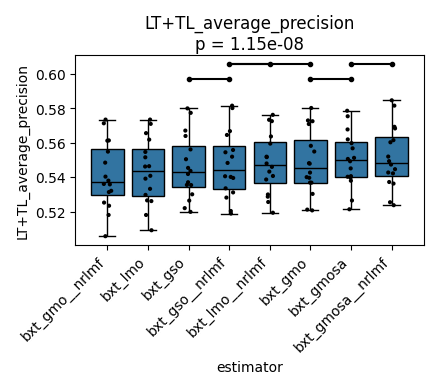 LT+TL_average_precision
p = 1.15e-08
LT+TL_average_precision
0.60
0.58
0.56
0.54
0.52
bxt_gmo__nrlmf
bxt_lmo
bxt_gso
bxt_gso__nrlmf
bxt_lmo__nrlmf
bxt_gmo
bxt_gmosa
bxt_gmosa__nrlmf
estimator